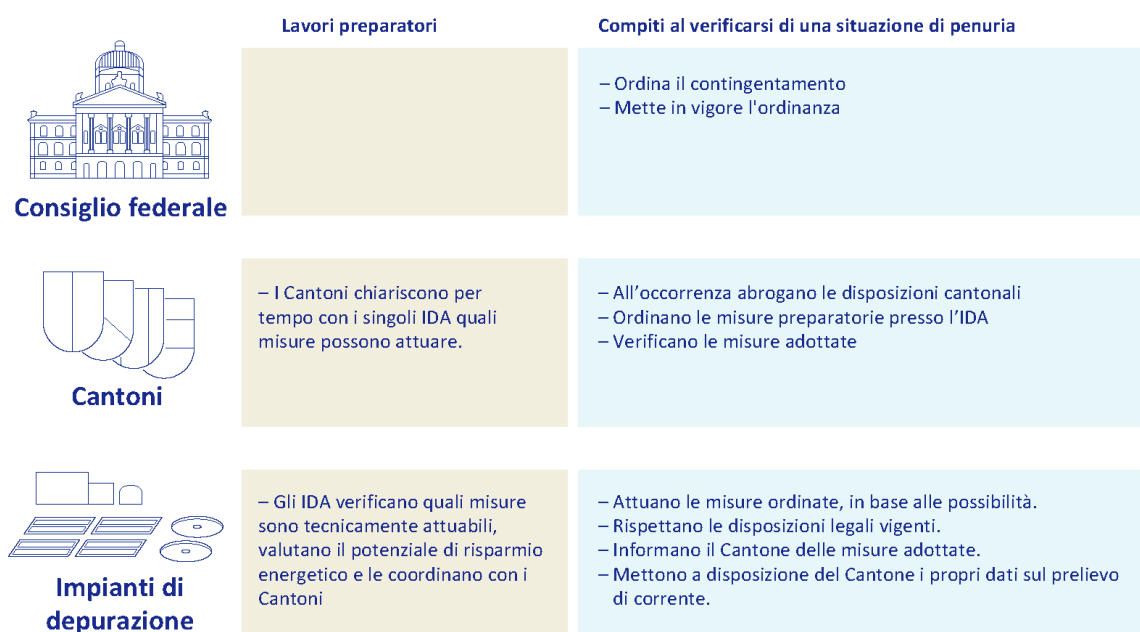 Lavori preparatori
Compiti al verificarsi di una situazione di penuria
– Ordina il contingentamento
– Mette in vigore l'ordinanza
Consiglio federale
– I Cantoni chiariscono per
tempo con i singoli IDA quali
misure possono attuare.
– All’occorrenza abrogano le disposizioni cantonali
– Ordinano le misure preparatorie presso l’IDA
– Verificano le misure adottate
Cantoni
– Gli IDA verificano quali misure
sono tecnicamente attuabili,
valutano il potenziale di risparmio
energetico e le coordinano con i
Cantoni
– Attuano le misure ordinate, in base alle possibilità.
– Rispettano le disposizioni legali vigenti.
– Informano il Cantone delle misure adottate.
– Mettono a disposizione del Cantone i propri dati sul prelievo
di corrente.
Impianti di
depurazione